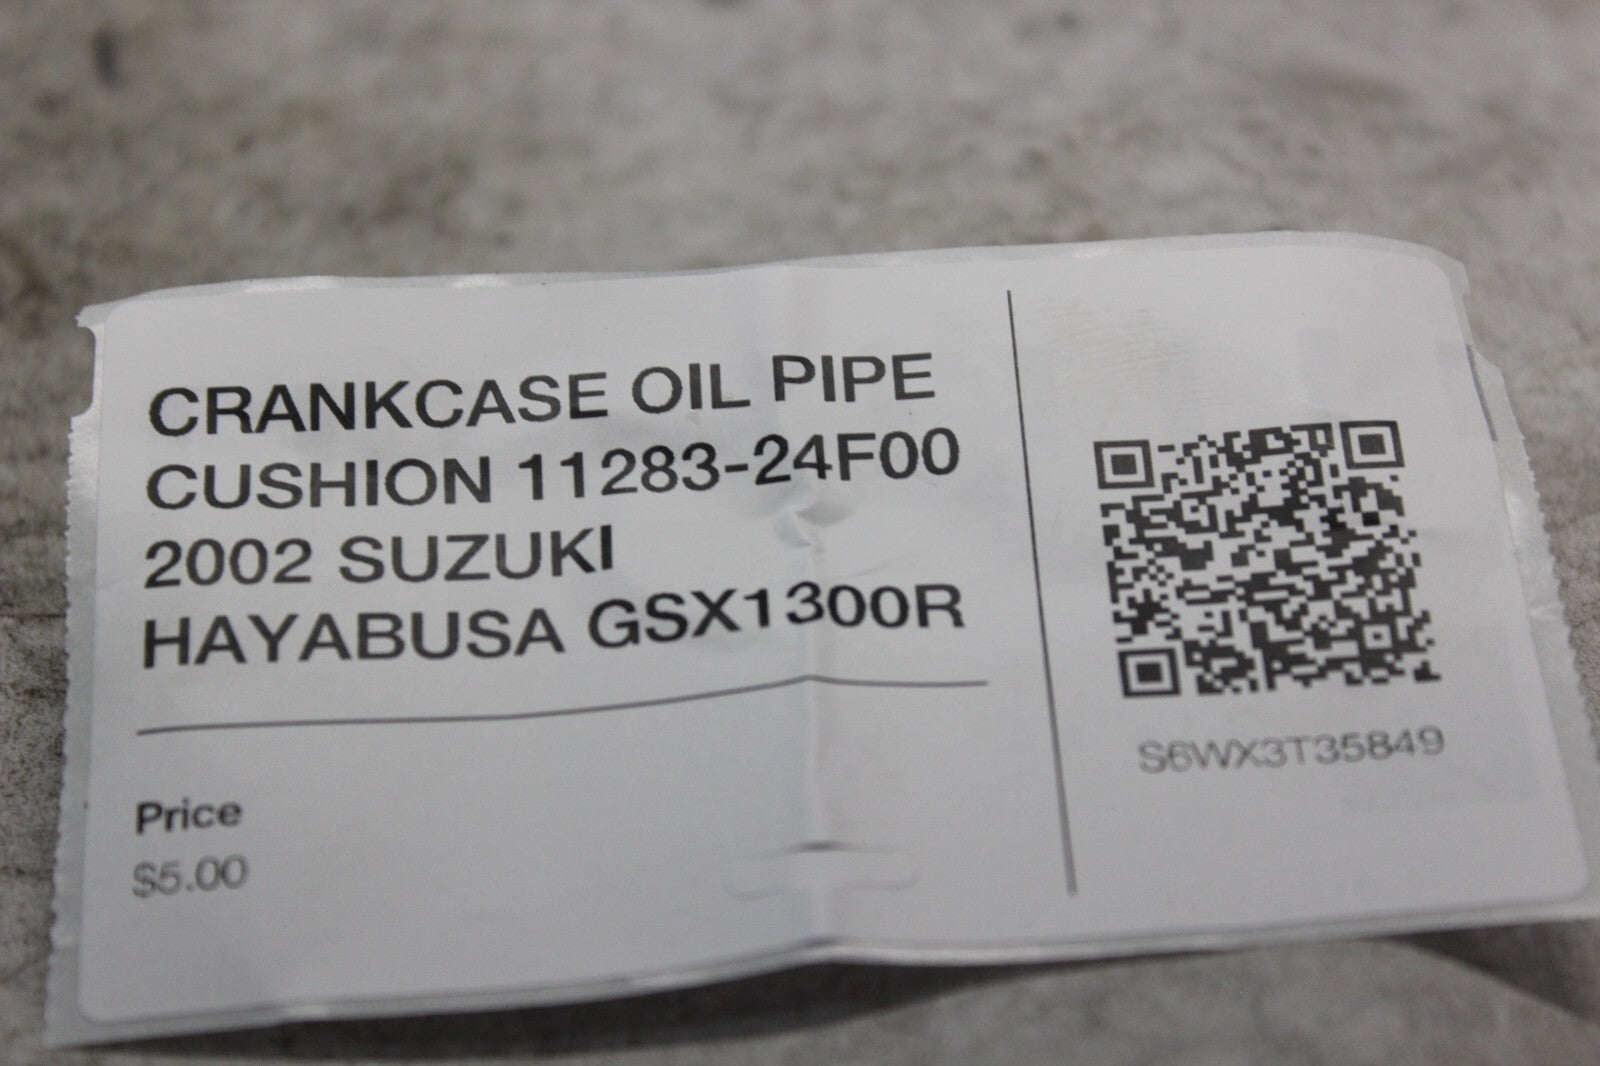 CRANKCASE OIL PIPE
CUSHION 11283-24F00
2002 SUZUKI
HAYABUSA GSX1300R
Price
$5.00
S6WX3T35849